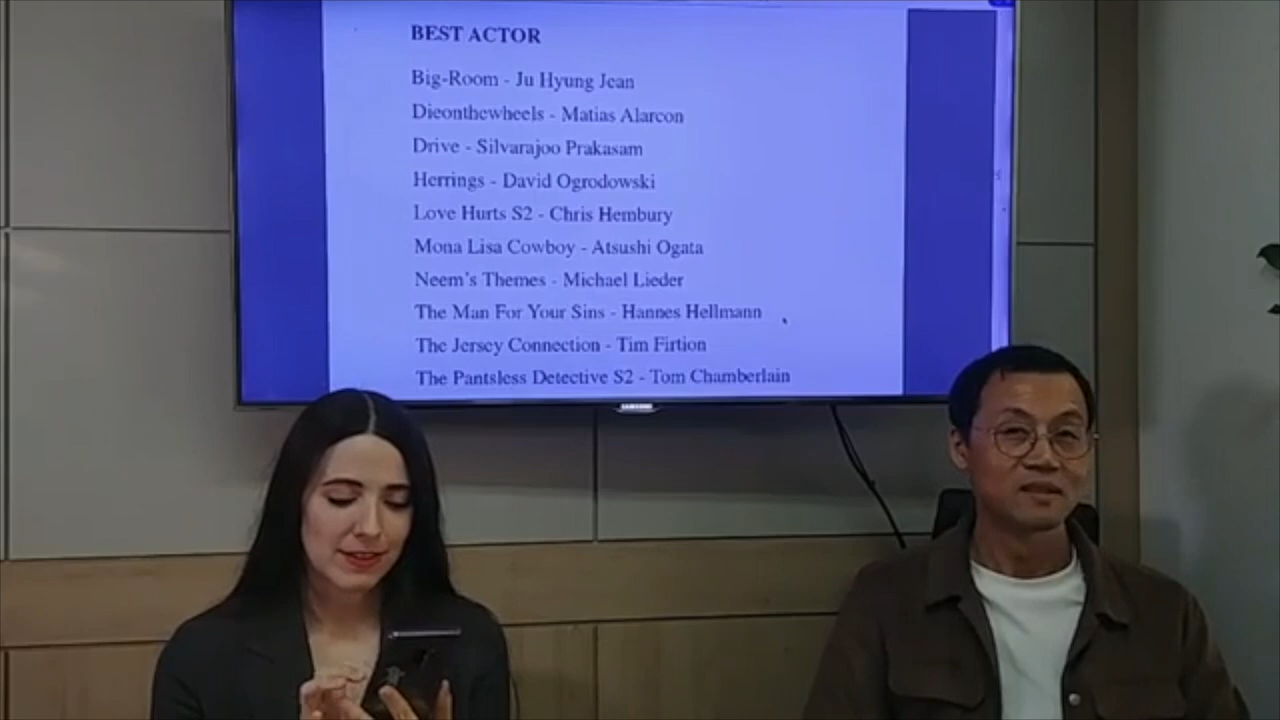 BEST ACTOR
Big-Room - Ju Hyung Jean
Dieonthewheels - Matias Alarcon
Drive - Silvarajoo Prakasam
Herrings - David Ogrodowski
Love Hurts S2 - Chris Hembury
Mona Lisa Cowboy - Atsushi Ogata
Neem's Themes - Michael Lieder
The Man For Your Sins - Hannes Hellmann
The Jersey Connection - Tim Firtion
The Pantsless Detective S2 - Tom Chamberlain
SAMSUNG